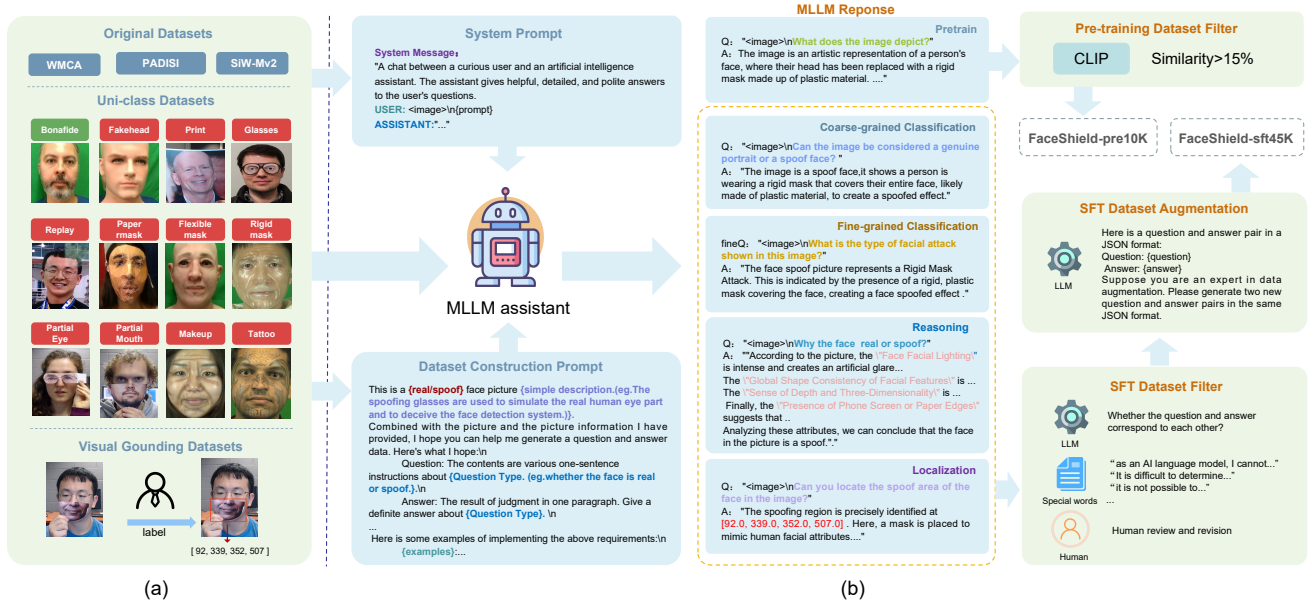 Original Datasets
WMCA
PADISI
SiW-Mv2
Uni-class Datasets
Bonafide
Fakehead
Print
Glasses
Replay
Paper
rmask
Flexible
mask
Rigid
mask
Partial
Eye
Partial
Mouth
Makeup
Tattoo
Visual Gounding Datasets
label
[ 92, 339, 352, 507 ]
(a)
System Prompt
System Message:
"A chat between a curious user and an artificial intelligence
assistant. The assistant gives helpful, detailed, and polite answers
to the user's questions.
USER: <image>\n{prompt}
ASSISTANT:"..."
MLLM assistant
Dataset Construction Prompt
This is a {real/spoof} face picture {simple description.(eg.The
spoofing glasses are used to simulate the real human eye part
and to deceive the face detection system.)}.
Combined with the picture and the picture information I have
provided, I hope you can help me generate a question and answer
data. Here's what I hope:\n
Question: The contents are various one-sentence
instructions about {Question Type. (eg.whether the face is real
or spoof.}.\n
Answer: The result of judgment in one paragraph. Give a
definite answer about {Question Type}. \n
...
Here is some examples of implementing the above requirements:\n
{examples}:...
MLLM Reponse
Pretrain
Q: "<image>\nWhat does the image depict?"
A: The image is an artistic representation of a person's
face, where their head has been replaced with a rigid
mask made up of plastic material. ...."
Coarse-grained Classification
Q: "<image>\nCan the image be considered a genuine
portrait or a spoof face? "
A: "The image is a spoof face,it shows a person is
wearing a rigid mask that covers their entire face, likely
made of plastic material, to create a spoofed effect."
Fine-grained Classification
fineQ: "<image>\nWhat is the type of facial attack
shown in this image?"
A: "The face spoof picture represents a Rigid Mask
Attack. This is indicated by the presence of a rigid, plastic
mask covering the face, creating a face spoofed effect ."
Reasoning
Q: "<image>\nWhy the face real or spoof?"
A: ""According to the picture, the \"Face Facial Lighting\"
is intense and creates an artificial glare...
The \"Global Shape Consistency of Facial Features\" is ...
The \"Sense of Depth and Three-Dimensionality\" is ...
Finally, the \"Presence of Phone Screen or Paper Edges\"
suggests that ..
Analyzing these attributes, we can conclude that the face
in the picture is a spoof."."
Localization
Q: "<image>\nCan you locate the spoof area of the
face in the image?"
A: "The spoofing region is precisely identified at
[92.0, 339.0, 352.0, 507.0] . Here, a mask is placed to
mimic human facial attributes...."
(b)
Pre-training Dataset Filter
CLIP
Similarity>15%
FaceShield-pre10K
FaceShield-sft45K
SFT Dataset Augmentation
LLM
Here is a question and answer pair in a
JSON format:
Question: {question}
Answer: {answer}
Suppose you are an expert in data
augmentation. Please generate two new
question and answer pairs in the same
JSON format.
SFT Dataset Filter
LLM
Whether the question and answer
correspond to each other?
Special words
“as an AI language model, I cannot...”
“It is difficult to determine...”
“it is not possible to...”
...
Human
Human review and revision